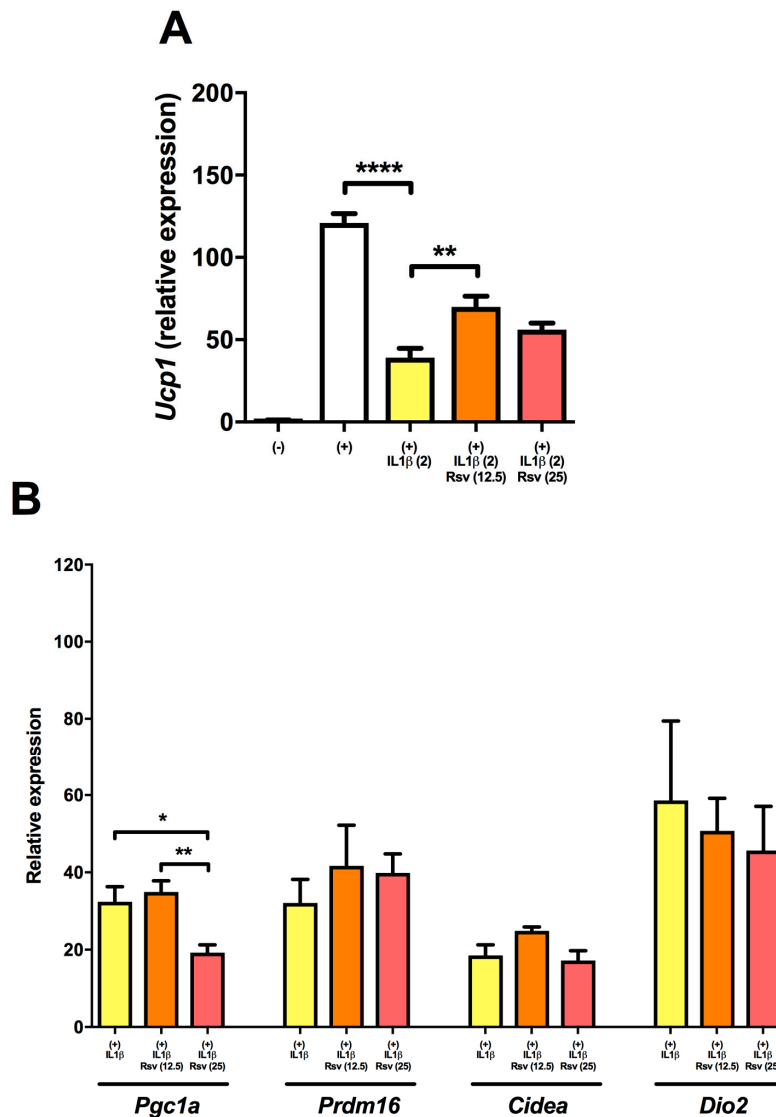 A
Ucp1 (relative expression)
200
150
100
50
0
****
**
(-)
(+)
(+)
IL1β (2)
(+)
IL1β (2)
Rsv (12.5)
(+)
IL1β (2)
Rsv (25)
B
Relative expression
120
100
80
60
40
20
0
*
**
(+)
IL1β
(+)
IL1β
Rsv (12.5)
(+)
IL1β
Rsv (25)
(+)
IL1β
(+)
IL1β
Rsv (12.5)
(+)
IL1β
Rsv (25)
(+)
IL1β
(+)
IL1β
Rsv (12.5)
(+)
IL1β
Rsv (25)
(+)
IL1β
(+)
IL1β
Rsv (12.5)
(+)
IL1β
Rsv (25
Pgc1a
Prdm16
Cidea
Dio2